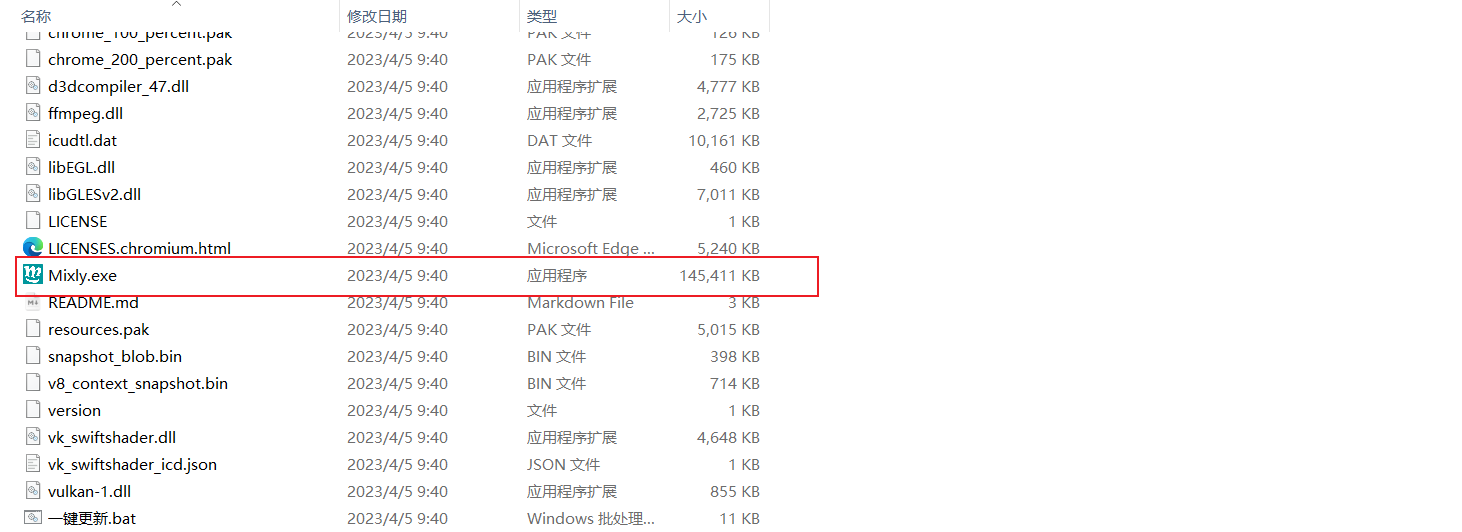 名称 修改日期 类型 大小
chrome_100_percent.pak 2023/4/5 9:40 PAK 文件 126 KB
chrome_200_percent.pak 2023/4/5 9:40 PAK 文件 175 KB
d3dcompiler_47.dll 2023/4/5 9:40 应用程序扩展 4,777 KB
ffmpeg.dll 2023/4/5 9:40 应用程序扩展 2,725 KB
icudtl.dat 2023/4/5 9:40 DAT 文件 10,161 KB
libEGL.dll 2023/4/5 9:40 应用程序扩展 460 KB
libGLESv2.dll 2023/4/5 9:40 应用程序扩展 7,011 KB
LICENSE 2023/4/5 9:40 文件 1 KB
LICENSES.chromium.html 2023/4/5 9:40 Microsoft Edge ... 5,240 KB
Mixly.exe 2023/4/5 9:40 应用程序 145,411 KB
README.md 2023/4/5 9:40 Markdown File 3 KB
resources.pak 2023/4/5 9:40 PAK 文件 5,015 KB
snapshot_blob.bin 2023/4/5 9:40 BIN 文件 398 KB
v8_context_snapshot.bin 2023/4/5 9:40 BIN 文件 714 KB
version 2023/4/5 9:40 文件 1 KB
vk_swiftshader.dll 2023/4/5 9:40 应用程序扩展 4,648 KB
vk_swiftshader_icd.json 2023/4/5 9:40 JSON 文件 1 KB
vulkan-1.dll 2023/4/5 9:40 应用程序扩展 855 KB
一键更新.bat 2023/4/5 9:40 Windows 批处理... 11 KB